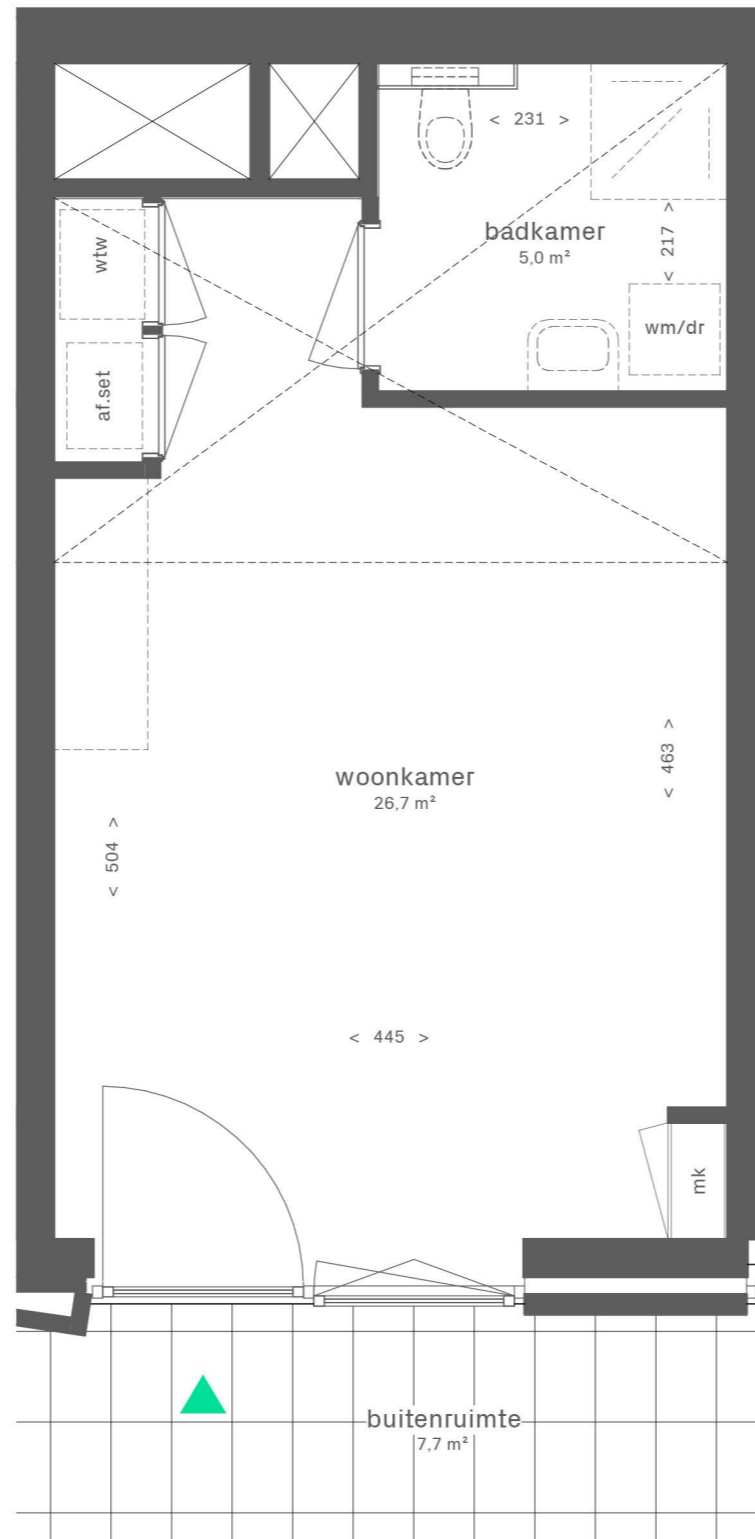 < 231 >
badkamer
5,0 m²
< 217 >
wm/dr
wtw
af.set
woonkamer
26,7 m²
< 463 >
< 504 >
< 445 >
mk
buitenruimte
7,7 m²